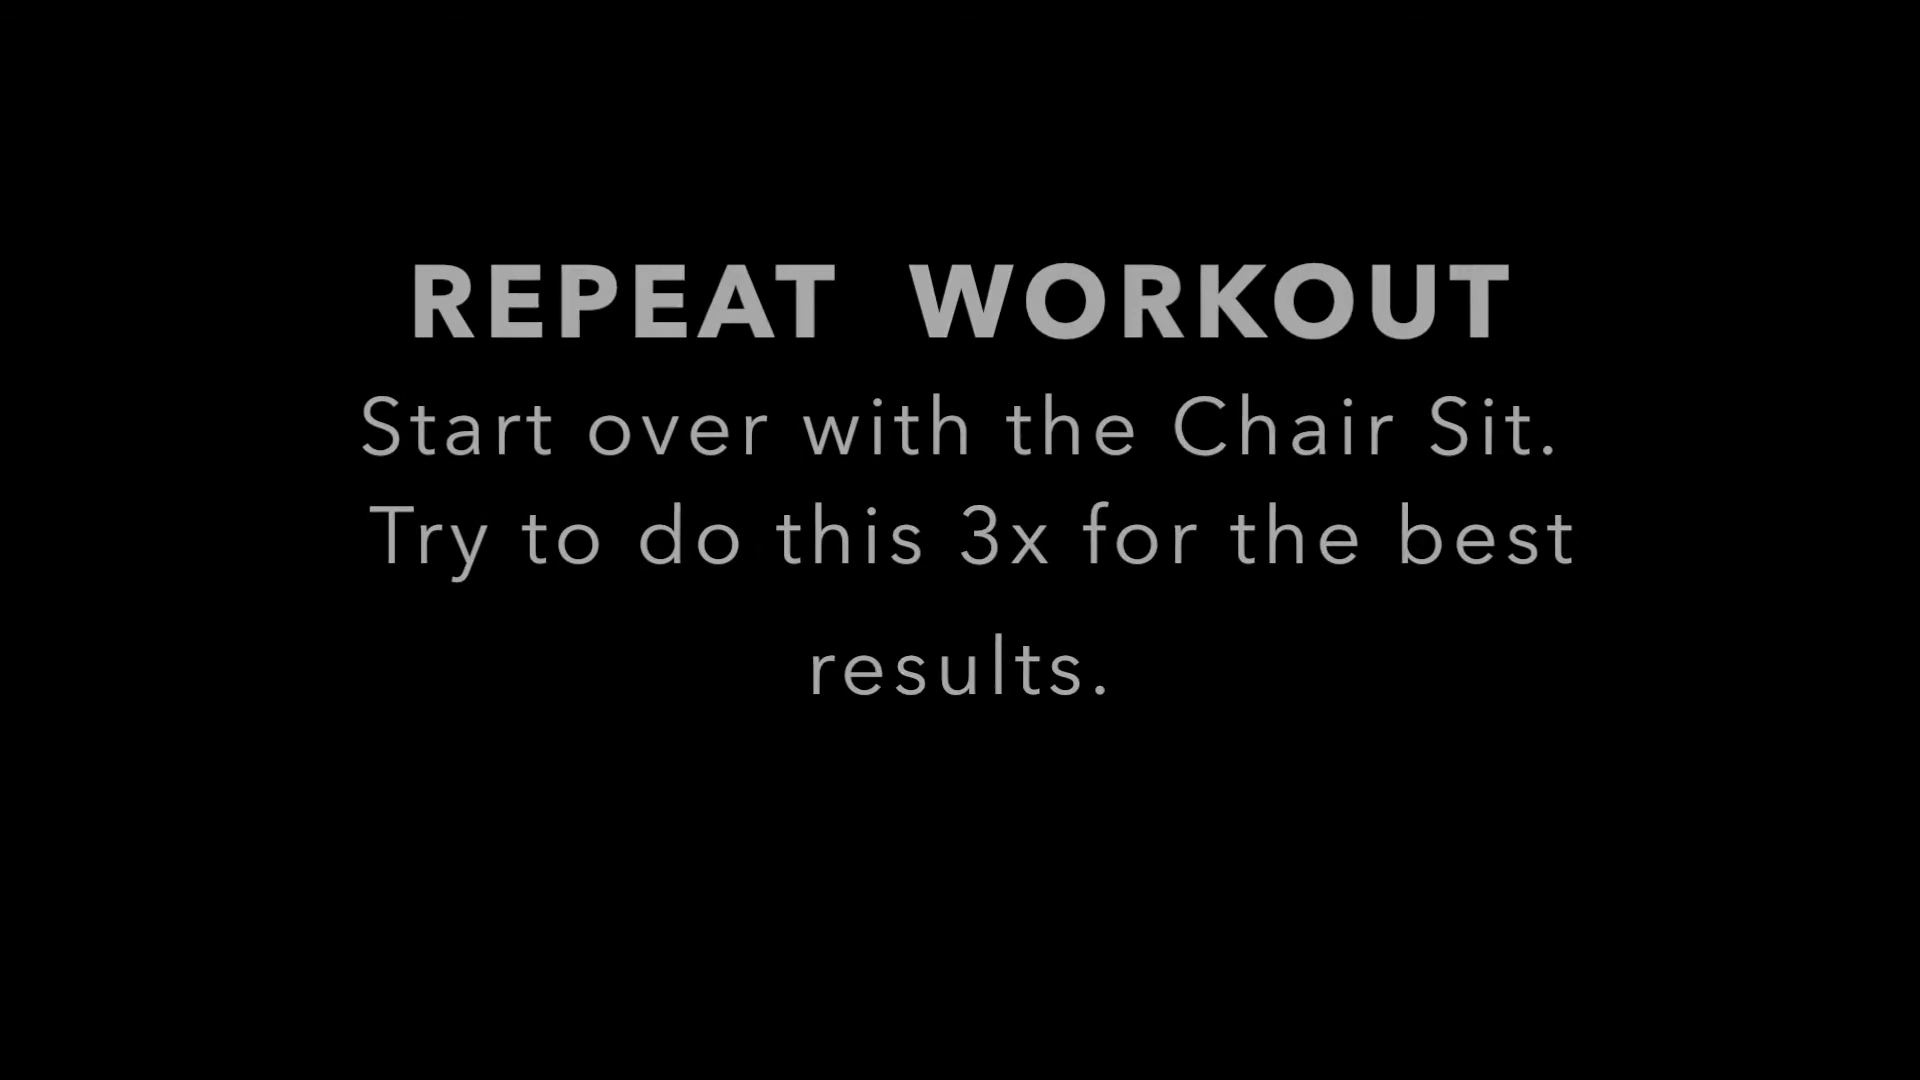 REPEAT WORKOUT
Start over with the Chair Sit.
Try to do this 3x for the best
results.